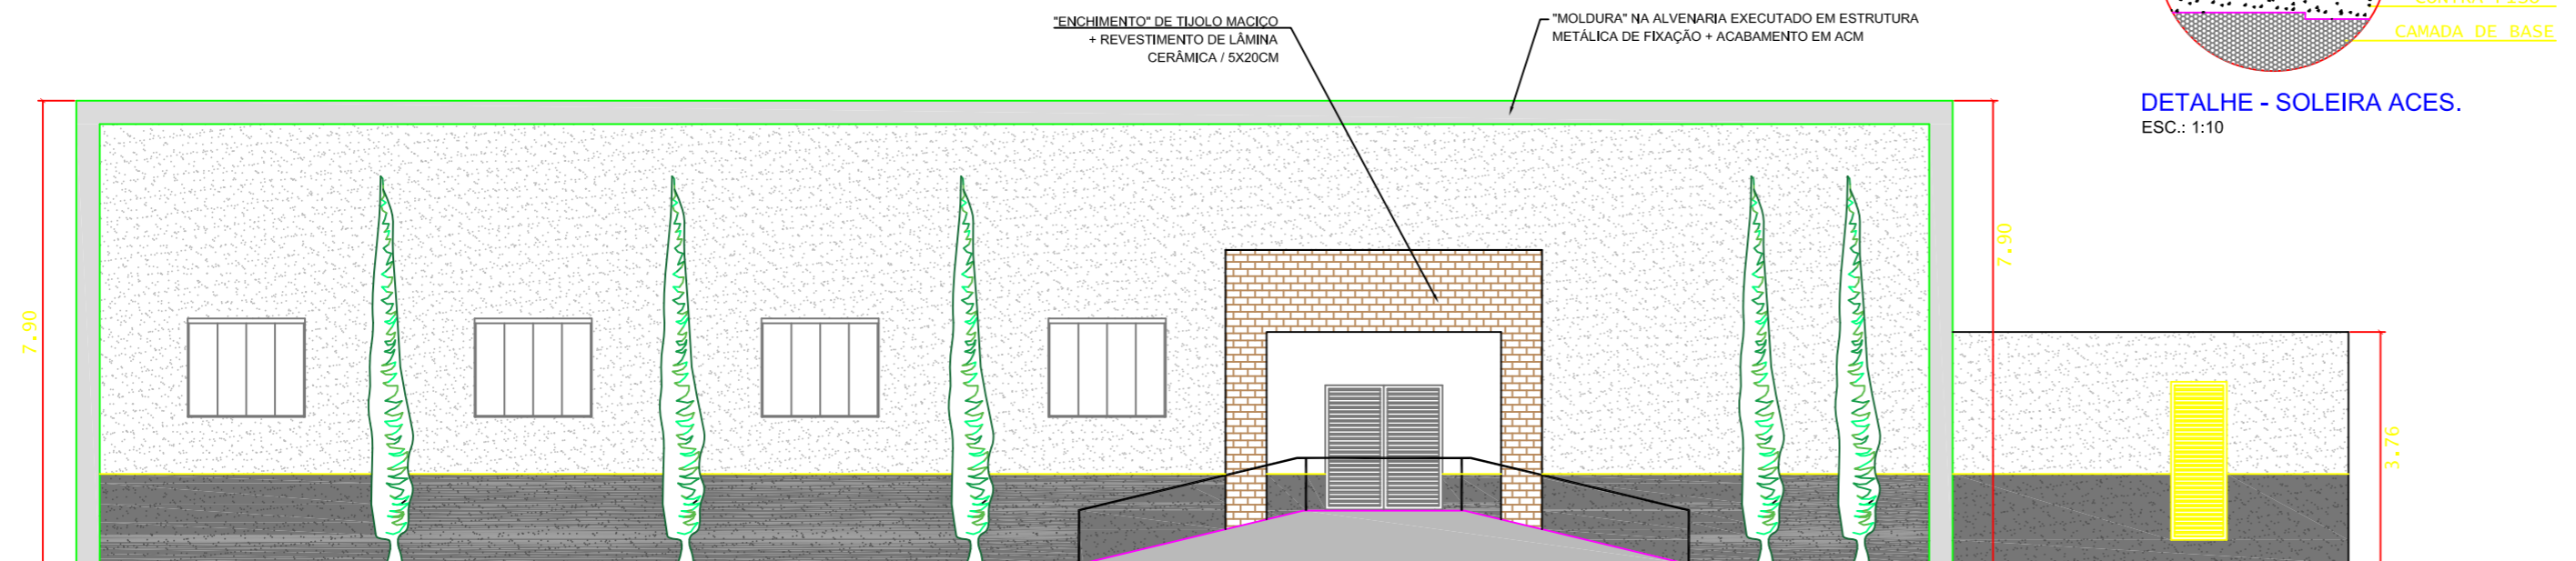 "ENCHIMENTO" DE TIJOLO MACIÇO
+ REVESTIMENTO DE LÂMINA
CERÂMICA / 5X20CM
"MOLDURA" NA ALVENARIA EXECUTADO EM ESTRUTURA
METÁLICA DE FIXAÇÃO + ACABAMENTO EM ACM
CAMADA DE BASE
DETALHE - SOLEIRA ACES.
ESC.: 1:10
7.90
7.90
3.76